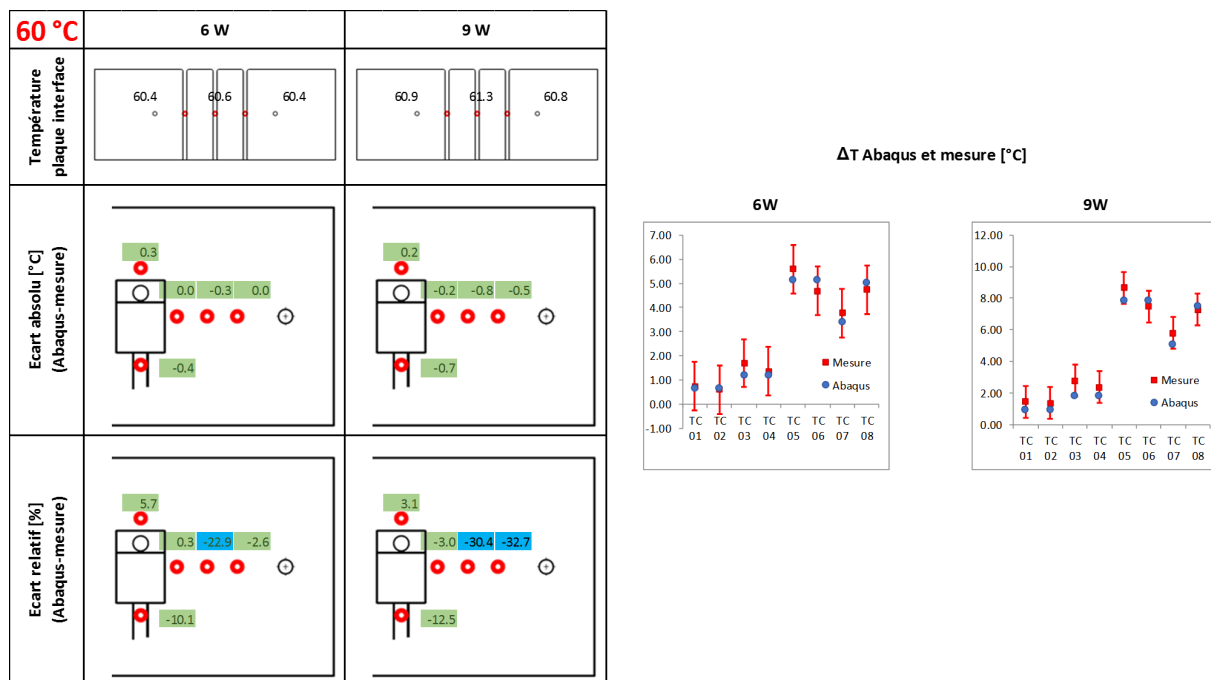 60 °C
6 W
9 W
Température plaque interface
60.4
60.6
60.4
60.9
61.3
60.8
Ecart absolu [°C]
(Abaqus-mesure)
0.3
0.0 -0.3 0.0
-0.4
0.2
-0.2 -0.8 -0.5
-0.7
Ecart relatif [%]
(Abaqus-mesure)
5.7
0.3 -22.9 -2.6
-10.1
3.1
-3.0 -30.4 -32.7
-12.5
ΔT Abaqus et mesure [°C]
6W
7.00
6.00
5.00
4.00
3.00
2.00
1.00
0.00
-1.00
Mesure
Abaqus
TC TC TC TC TC TC TC TC
01 02 03 04 05 06 07 08
9W
12.00
10.00
8.00
6.00
4.00
2.00
0.00
Mesure
Abaqus
TC TC TC TC TC TC TC TC
01 02 03 04 05 06 07 08